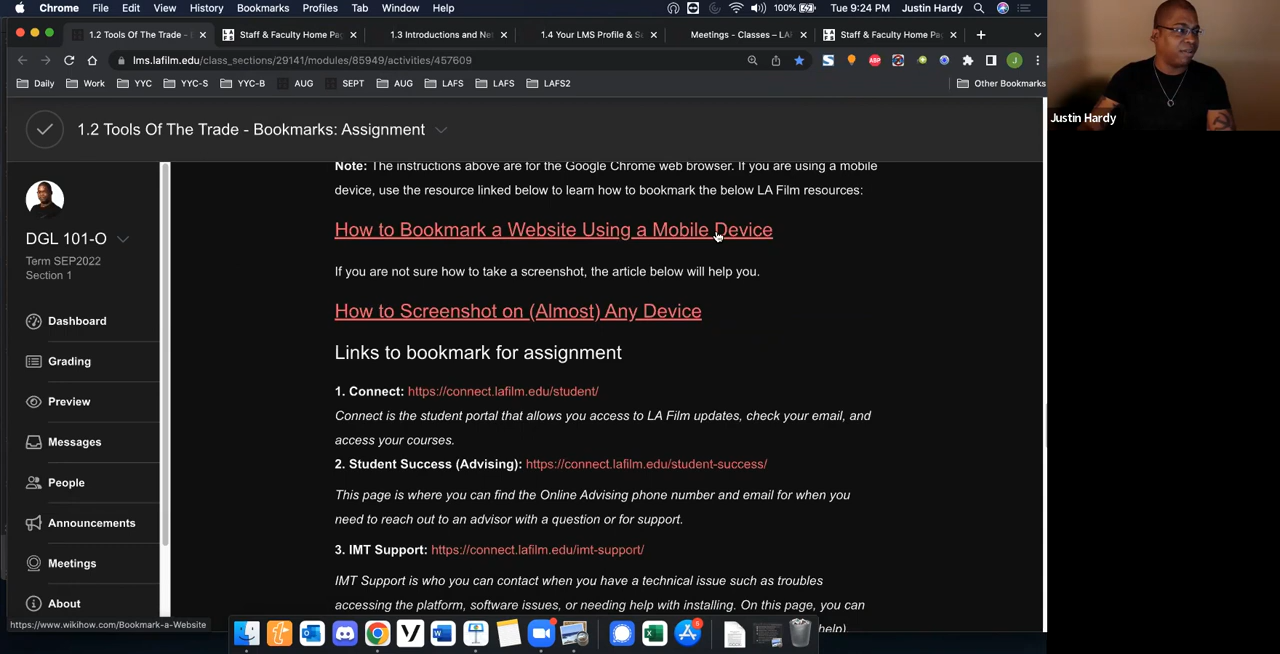 Chrome File Edit View History Bookmarks Profiles Tab Window Help 100% Tue 9:24 PM Justin Hardy
1.2 Tools Of The Trade - Staff & Faculty Home Pa 1.3 Introductions and Ne 1.4 Your LMS Profile & S Meetings - Classes – LA Staff & Faculty Home Pa
lms.lafilm.edu/class_sections/29141/modules/85949/activities/457609
Daily Work YYC YYC-S YYC-B AUG SEPT AUG LAFS LAFS LAFS2 Other Bookmarks
Justin Hardy
1.2 Tools Of The Trade - Bookmarks: Assignment
DGL 101-O
Term SEP2022
Section 1
Dashboard
Grading
Preview
Messages
People
Announcements
Meetings
About
Note: The instructions above are for the Google Chrome web browser. If you are using a mobile
device, use the resource linked below to learn how to bookmark the below LA Film resources:
How to Bookmark a Website Using a Mobile Device
If you are not sure how to take a screenshot, the article below will help you.
How to Screenshot on (Almost) Any Device
Links to bookmark for assignment
1. Connect: https://connect.lafilm.edu/student/
Connect is the student portal that allows you access to LA Film updates, check your email, and
access your courses.
2. Student Success (Advising): https://connect.lafilm.edu/student-success/
This page is where you can find the Online Advising phone number and email for when you
need to reach out to an advisor with a question or for support.
3. IMT Support: https://connect.lafilm.edu/imt-support/
IMT Support is who you can contact when you have a technical issue such as troubles
accessing the platform, software issues, or needing help with installing. On this page, you can
help).
https://www.wikihow.com/Bookmark-a-Website